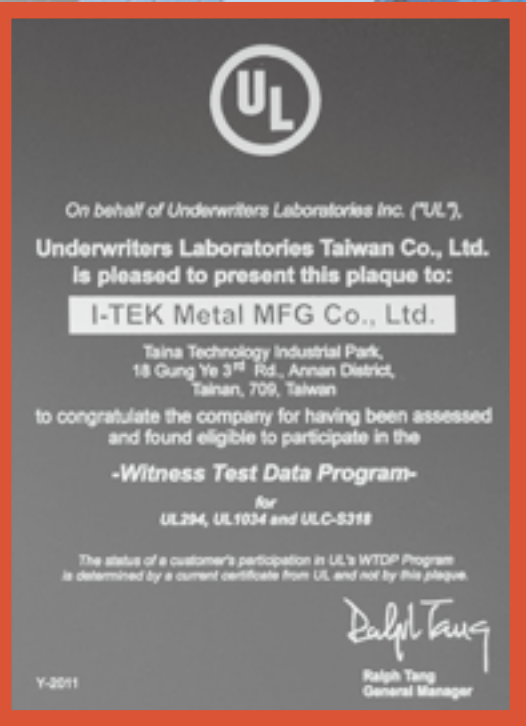 UL
On behalf of Underwriters Laboratories Inc. ("UL"),
Underwriters Laboratories Taiwan Co., Ltd.
is pleased to present this plaque to:
I-TEK Metal MFG Co., Ltd.
Taina Technology Industrial Park,
18 Gung Ye 3rd Rd., Annan District,
Tainan, 709, Taiwan
to congratulate the company for having been assessed
and found eligible to participate in the
-Witness Test Data Program-
for
UL294, UL1034 and ULC-S318
The status of a customer's participation in UL's WTDP Program
is determined by a current certificate from UL and not by this plaque.
Ralph Tang
Y-2011
Ralph Tang
General Manager